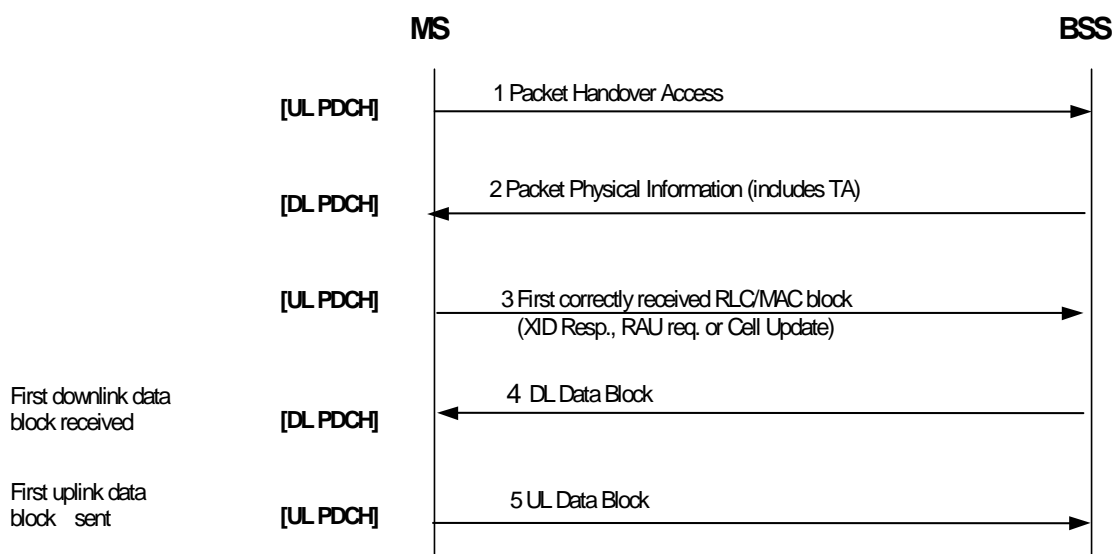 MS BSS
[UL PDCH] 1 Packet Handover Access
[DL PDCH] 2 Packet Physical Information (includes TA)
[UL PDCH] 3 First correctly received RLC/MAC block
(XID Resp., RAU req. or Cell Update)
First downlink data
block received [DL PDCH] 4 DL Data Block
First uplink data
block sent [UL PDCH] 5 UL Data Block